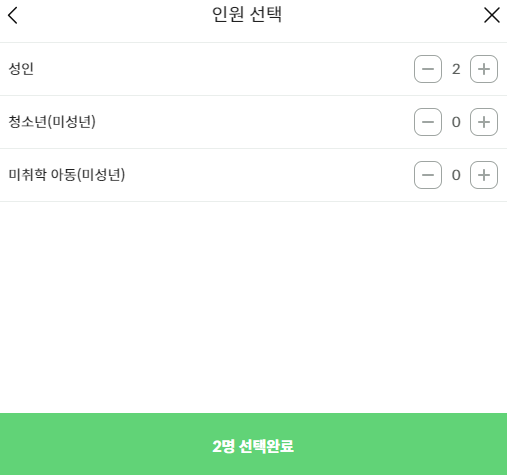 인원 선택
성인 2
청소년(미성년) 0
미취학 아동(미성년) 0
2명 선택완료